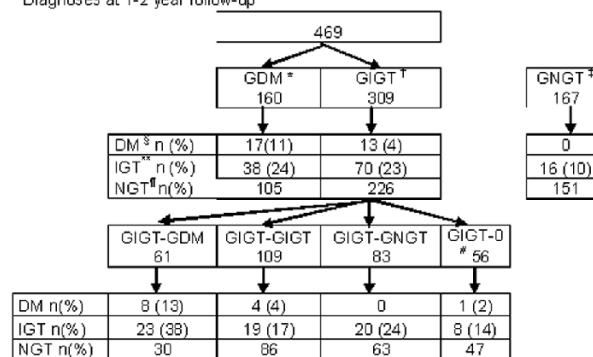 Diagnoses at 1-2 year follow-up
469
GDM * GIGT † GNGT ‡
160 309 167
DM § n (%) 17(11) 13 (4) 0
IGT ** n (%) 38 (24) 70 (23) 16 (10)
NGT ¶ n(%) 105 226 151
GIGT-GDM GIGT-GIGT GIGT-GNGT GIGT-0
61 109 83 # 56
DM n(%) 8 (13) 4 (4) 0 1 (2)
IGT n(%) 23 (38) 19 (17) 20 (24) 8 (14)
NGT n(%) 30 86 63 47